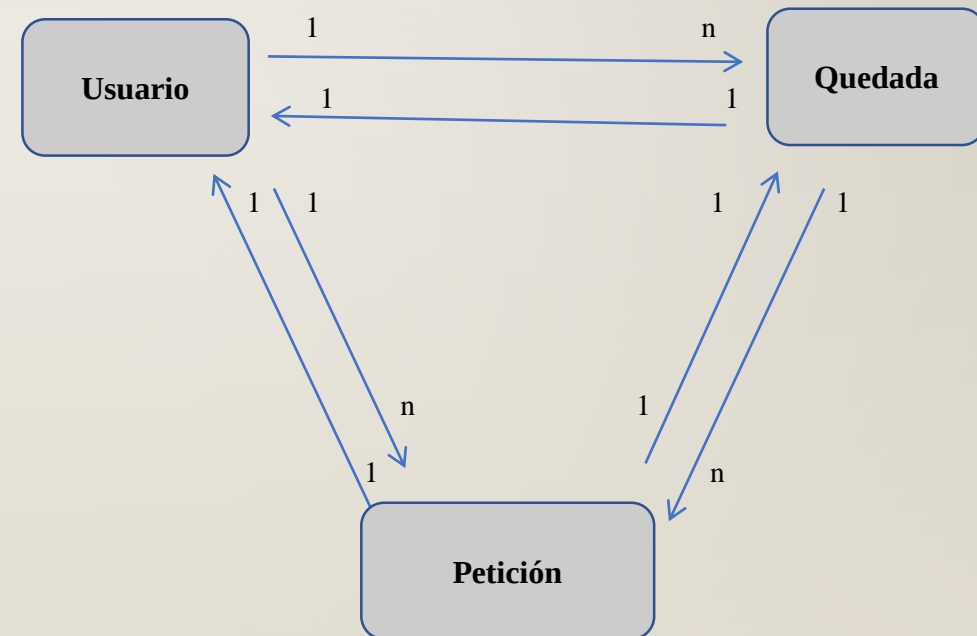 1 n
Usuario Quedada
1 1
1 1 1 1
n 1
1 n
Petición